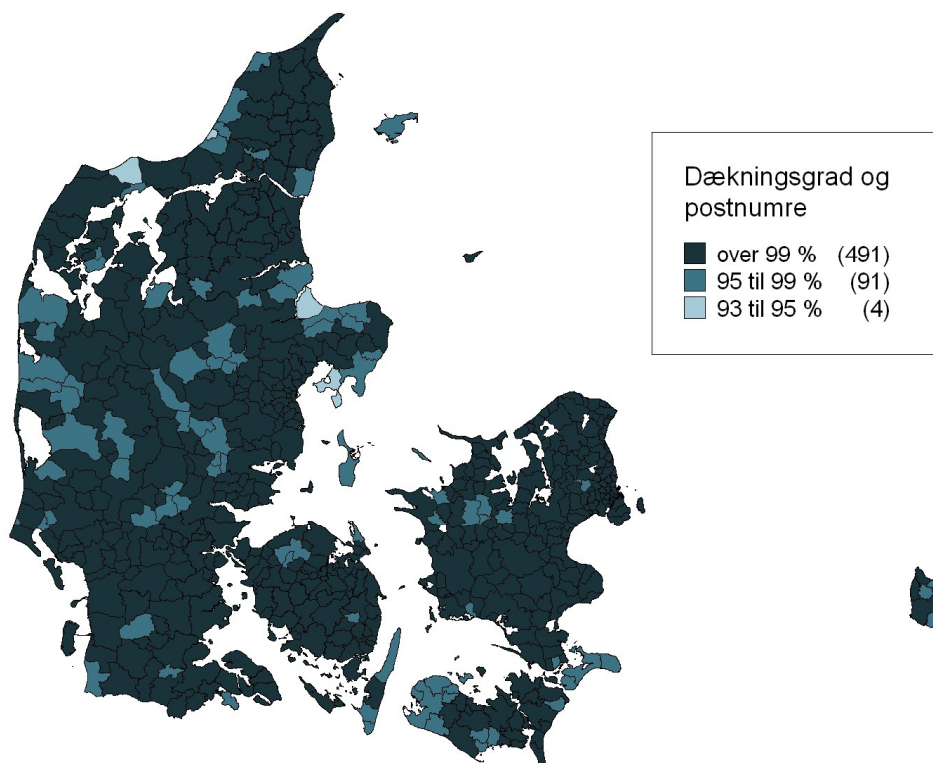 Dækningsgrad og
postnumre
over 99 % (491)
95 til 99 % (91)
93 til 95 % (4)